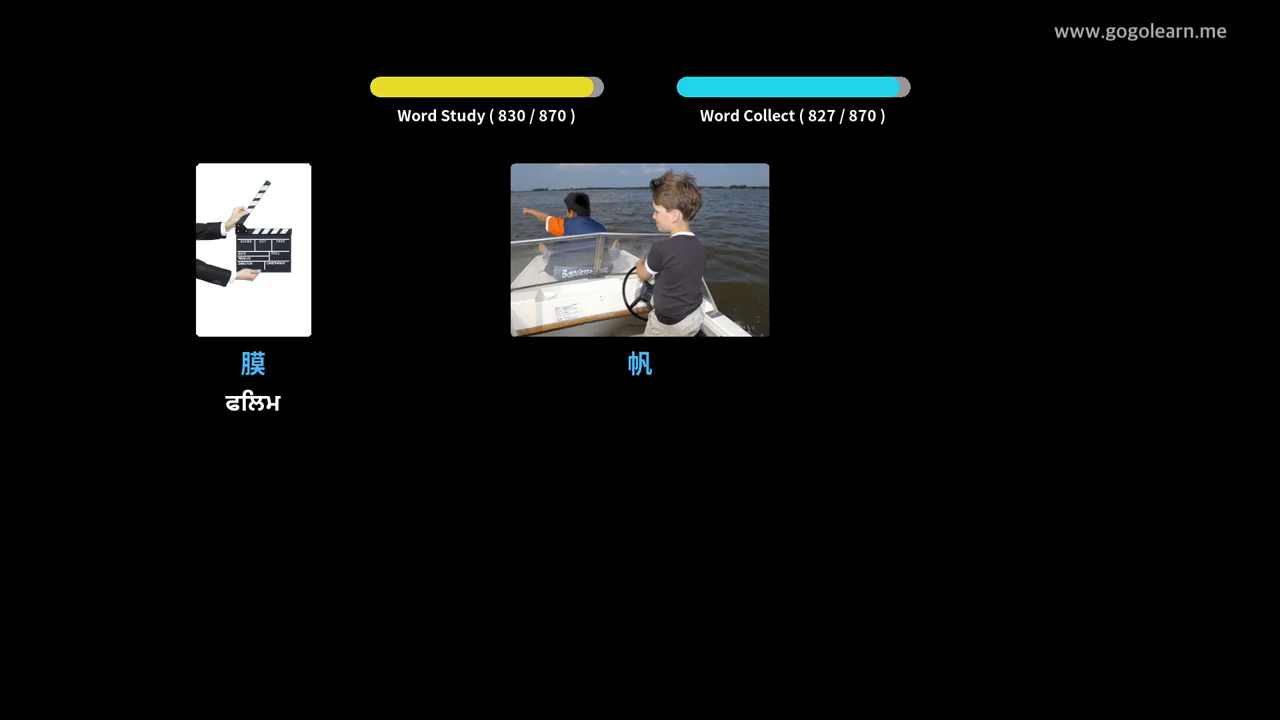 www.gogolearn.me
Word Study ( 830 / 870 )
Word Collect ( 827 / 870 )
膜
帆
ਫਲਿਮ